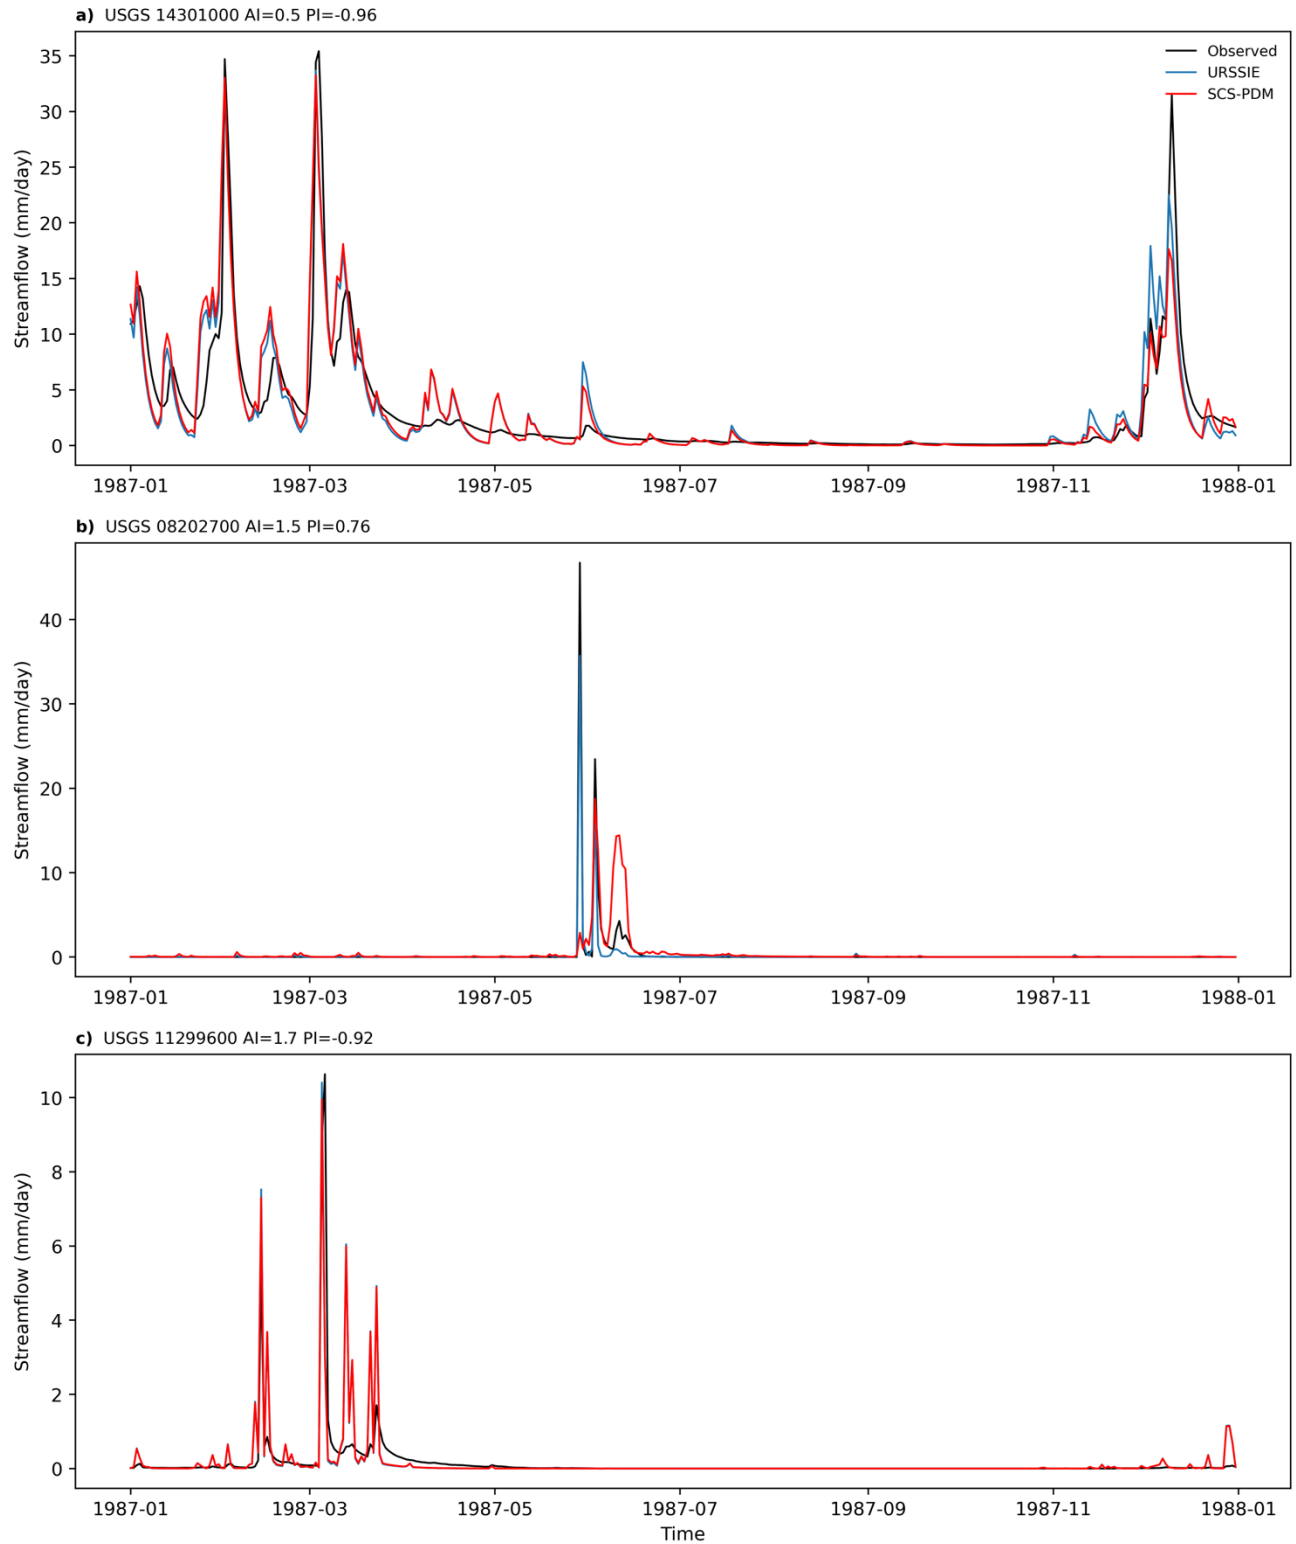 a) USGS 14301000 AI=0.5 PI=-0.96
Observed
URSSIE
SCS-PDM
Streamflow (mm/day)
35
30
25
20
15
10
5
0
1987-01 1987-03 1987-05 1987-07 1987-09 1987-11 1988-01
b) USGS 08202700 AI=1.5 PI=0.76
Streamflow (mm/day)
40
30
20
10
0
1987-01 1987-03 1987-05 1987-07 1987-09 1987-11 1988-01
c) USGS 11299600 AI=1.7 PI=-0.92
Streamflow (mm/day)
10
8
6
4
2
0
1987-01 1987-03 1987-05 1987-07 1987-09 1987-11 1988-01
Time